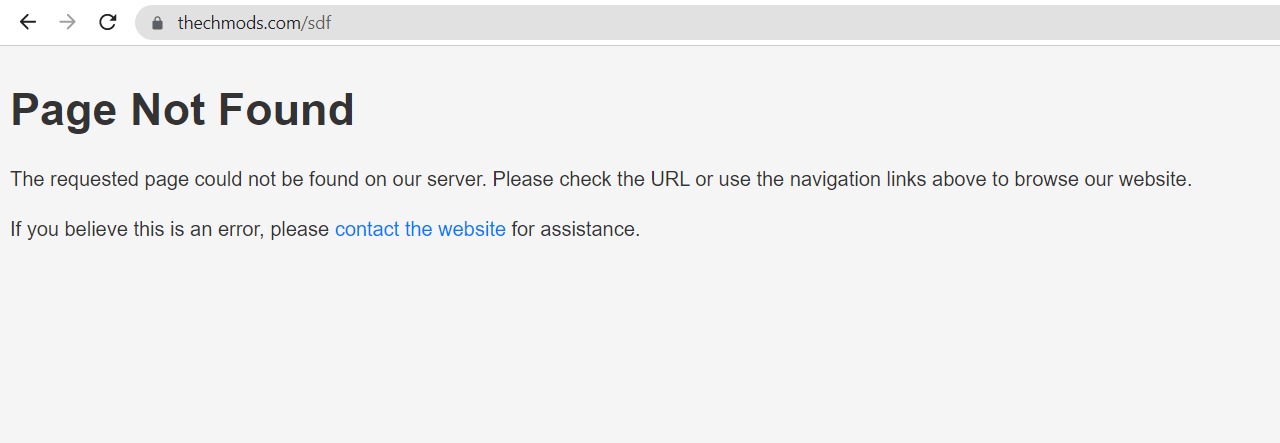 thechmods.com/sdf
Page Not Found
The requested page could not be found on our server. Please check the URL or use the navigation links above to browse our website.
If you believe this is an error, please contact the website for assistance.